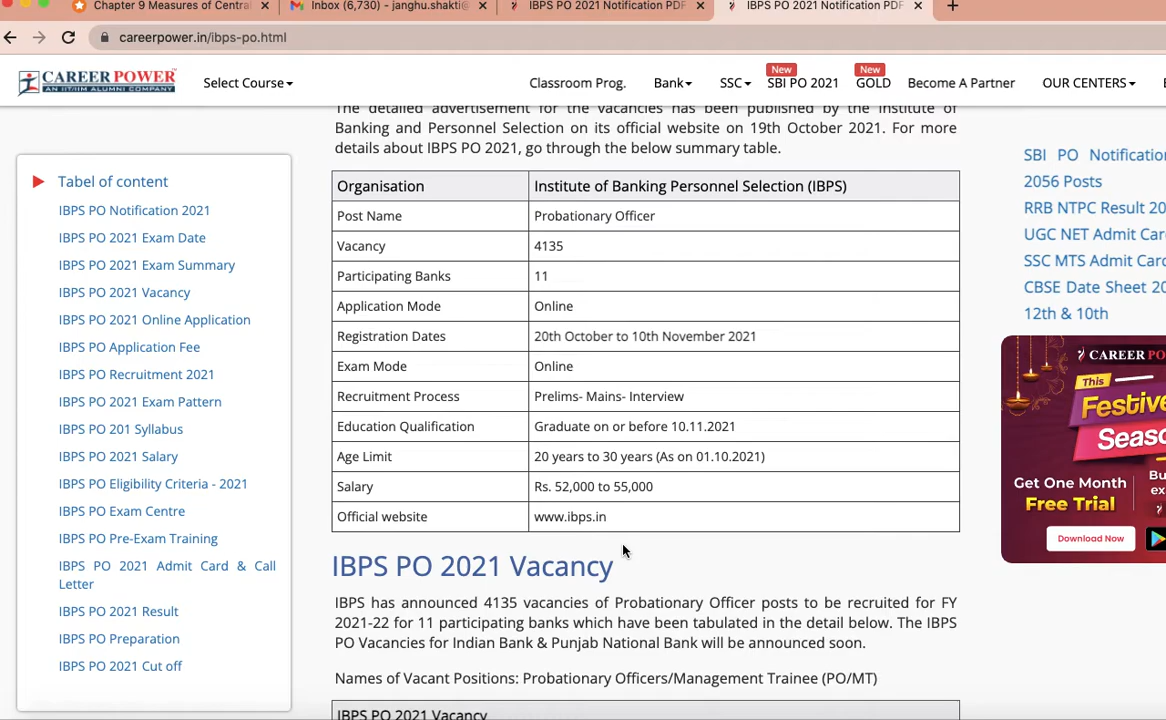 Chapter 9 Measures of Central
Inbox (6,730) - janghu.shakti@
IBPS PO 2021 Notification PDF
IBPS PO 2021 Notification PDF
careerpower.in/ibps-po.html
CAREER POWER
AN IIT/IIM ALUMNI COMPANY
Select Course
Classroom Prog.
Bank
SSC
New
SBI PO 2021
New
GOLD
Become A Partner
OUR CENTERS
The detailed advertisement for the vacancies has been published by the Institute of
Banking and Personnel Selection on its official website on 19th October 2021. For more
details about IBPS PO 2021, go through the below summary table.
Tabel of content
IBPS PO Notification 2021
IBPS PO 2021 Exam Date
IBPS PO 2021 Exam Summary
IBPS PO 2021 Vacancy
IBPS PO 2021 Online Application
IBPS PO Application Fee
IBPS PO Recruitment 2021
IBPS PO 2021 Exam Pattern
IBPS PO 201 Syllabus
IBPS PO 2021 Salary
IBPS PO Eligibility Criteria - 2021
IBPS PO Exam Centre
IBPS PO Pre-Exam Training
IBPS PO 2021 Admit Card & Call
Letter
IBPS PO 2021 Result
IBPS PO Preparation
IBPS PO 2021 Cut off
Organisation Institute of Banking Personnel Selection (IBPS)
Post Name Probationary Officer
Vacancy 4135
Participating Banks 11
Application Mode Online
Registration Dates 20th October to 10th November 2021
Exam Mode Online
Recruitment Process Prelims- Mains- Interview
Education Qualification Graduate on or before 10.11.2021
Age Limit 20 years to 30 years (As on 01.10.2021)
Salary Rs. 52,000 to 55,000
Official website www.ibps.in
IBPS PO 2021 Vacancy
IBPS has announced 4135 vacancies of Probationary Officer posts to be recruited for FY
2021-22 for 11 participating banks which have been tabulated in the detail below. The IBPS
PO Vacancies for Indian Bank & Punjab National Bank will be announced soon.
Names of Vacant Positions: Probationary Officers/Management Trainee (PO/MT)
IBPS PO 2021 Vacancy
SBI PO Notification
2056 Posts
RRB NTPC Result 20
UGC NET Admit Card
SSC MTS Admit Card
CBSE Date Sheet 20
12th & 10th
CAREER PO
This
Festive
Seaso
Get One Month
Free Trial
Bu
ex
Download Now